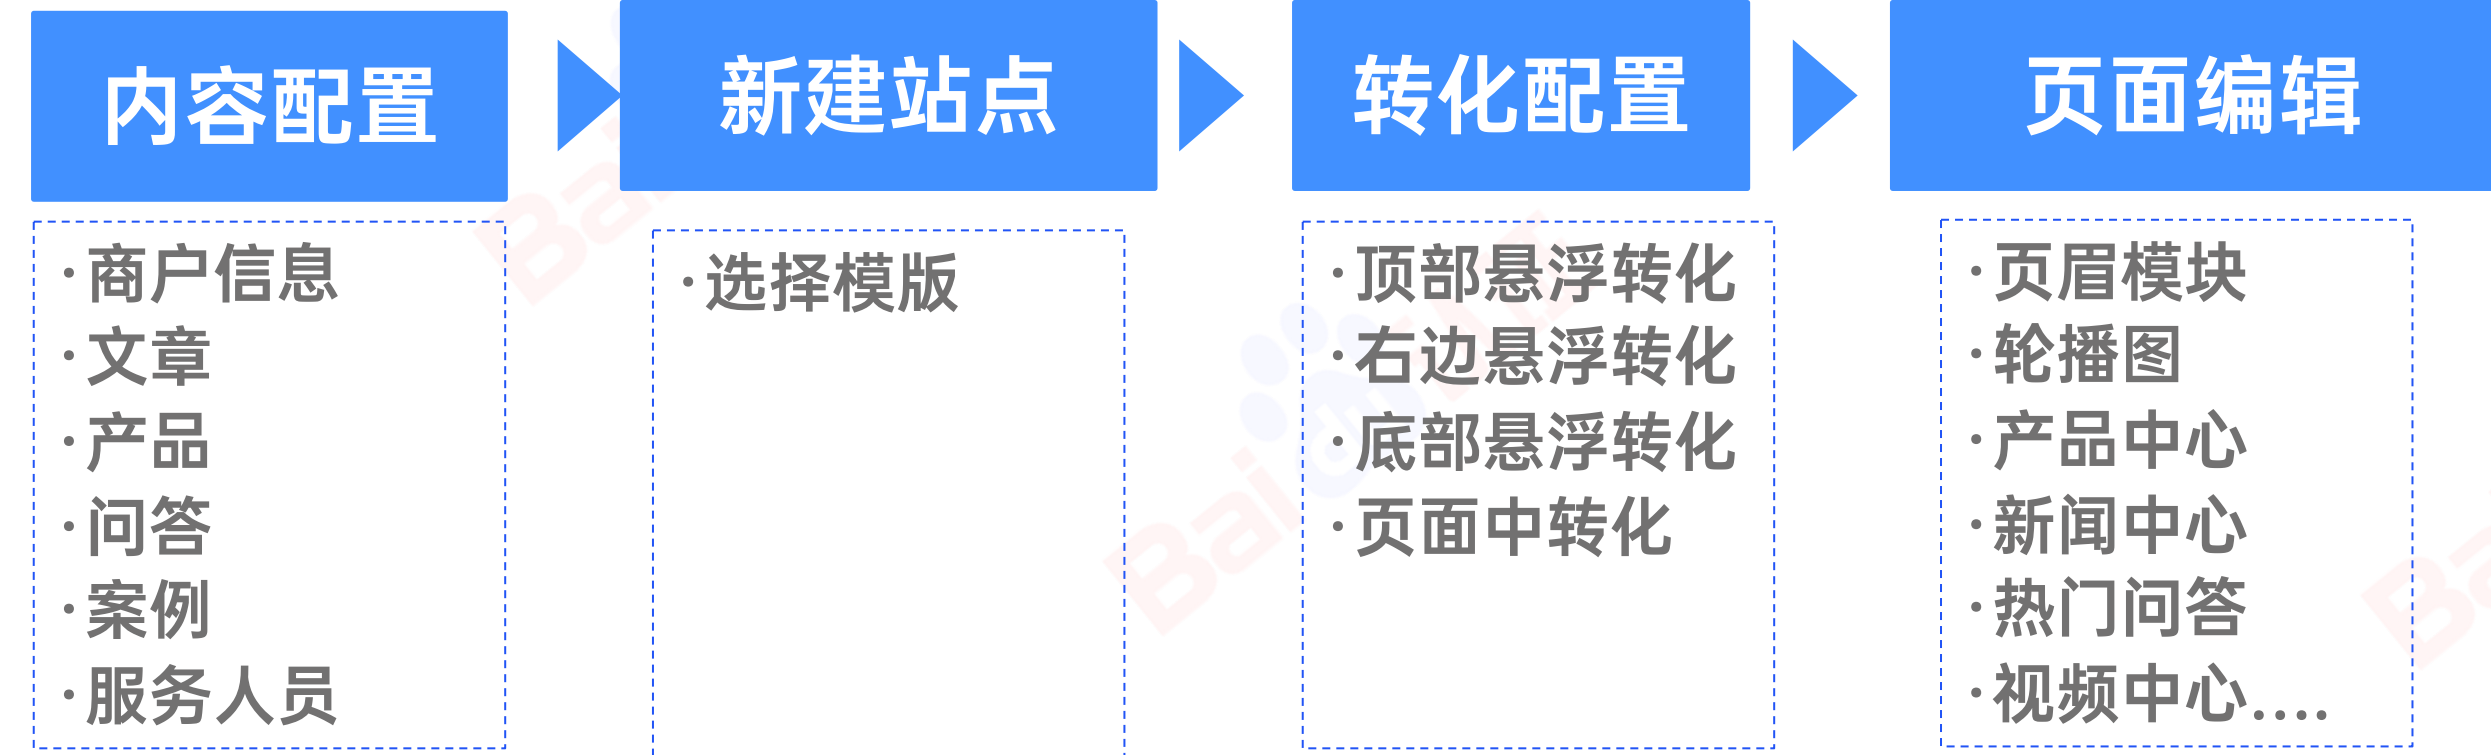 内容配置
新建站点
转化配置
页面编辑
·商户信息
·文章
·产品
·问答
·案例
·服务人员
·选择模版
·顶部悬浮转化
·右边悬浮转化
·底部悬浮转化
·页面中转化
·页眉模块
·轮播图
·产品中心
·新闻中心
·热门问答
·视频中心....